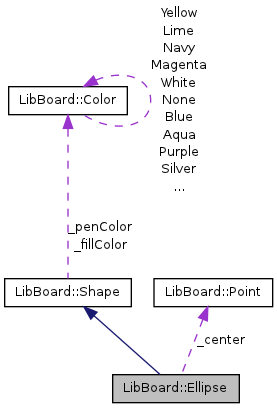 Yellow
Lime
Navy
Magenta
White
None
Blue
Aqua
Purple
Silver
...
LibBoard::Color
_penColor
_fillColor
LibBoard::Shape
LibBoard::Point
_center
LibBoard::Ellipse